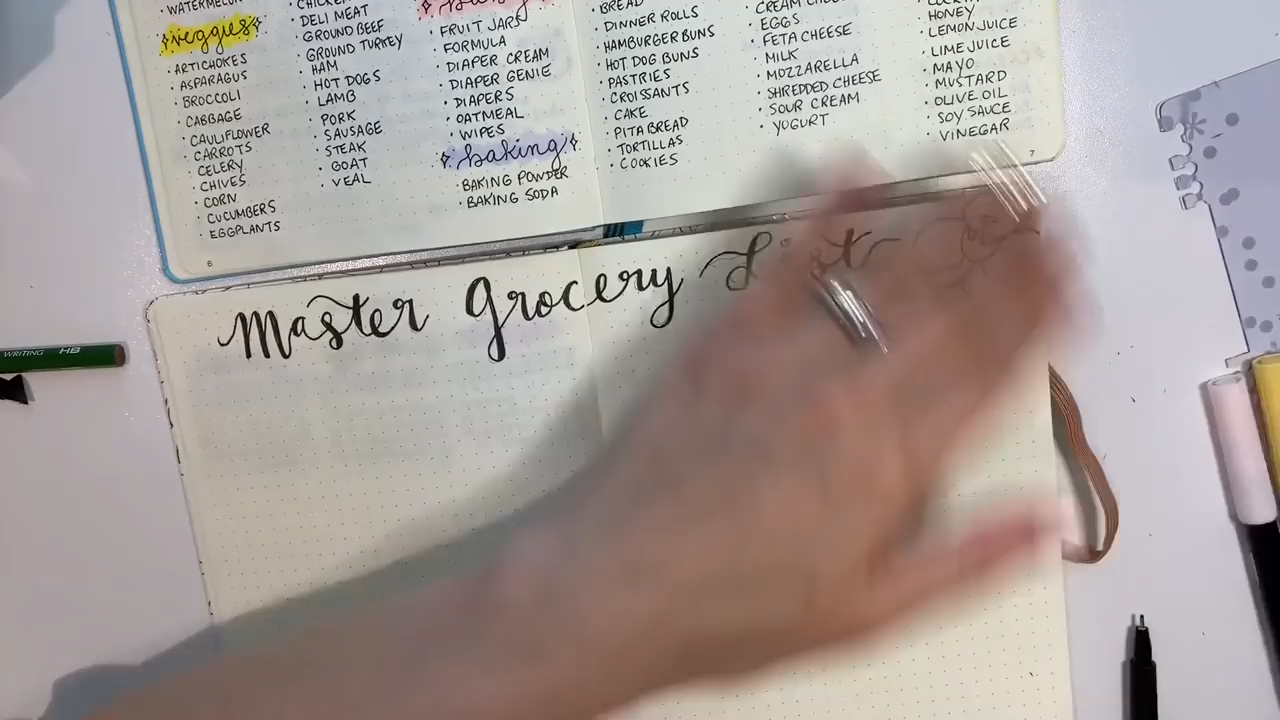 WATERMELON
veggies
• ARTICHOKES
• ASPARAGUS
• BROCCOLI
• CABBAGE
• CAULIFLOWER
• CARROTS
• CELERY
• CHIVES
• CORN
• CUCUMBERS
• EGGPLANTS
6
• DELI MEAT
• GROUND BEEF
• GROUND TURKEY
• HAM
• HOT DOGS
• LAMB
• PORK
• SAUSAGE
• STEAK
• GOAT
• VEAL
• FRUIT JARS
• FORMULA
• DIAPER CREAM
• DIAPER GENIE
• DIAPERS
• OATMEAL
• WIPES
baking
• BAKING POWDER
• BAKING SODA
• BREAD
• DINNER ROLLS
• HAMBURGER BUNS
• HOT DOG BUNS
• PASTRIES
• CROISSANTS
• CAKE
• PITA BREAD
• TORTILLAS
• COOKIES
• CREAM CHEESE
• EGGS
• FETA CHEESE
• MILK
• MOZZARELLA
• SHREDDED CHEESE
• SOUR CREAM
• YOGURT
• HONEY
• LEMON JUICE
• LIME JUICE
• MAYO
• MUSTARD
• OLIVE OIL
• SOY SAUCE
• VINEGAR
7
Master Grocery List
WRITING HB